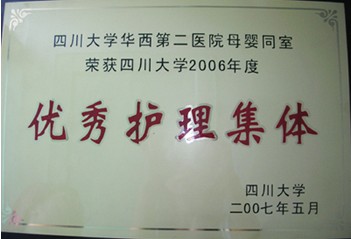 四川大学华西第二医院母婴同室
荣获四川大学2006年度
优秀护理集体
四川大学
二00七年五月